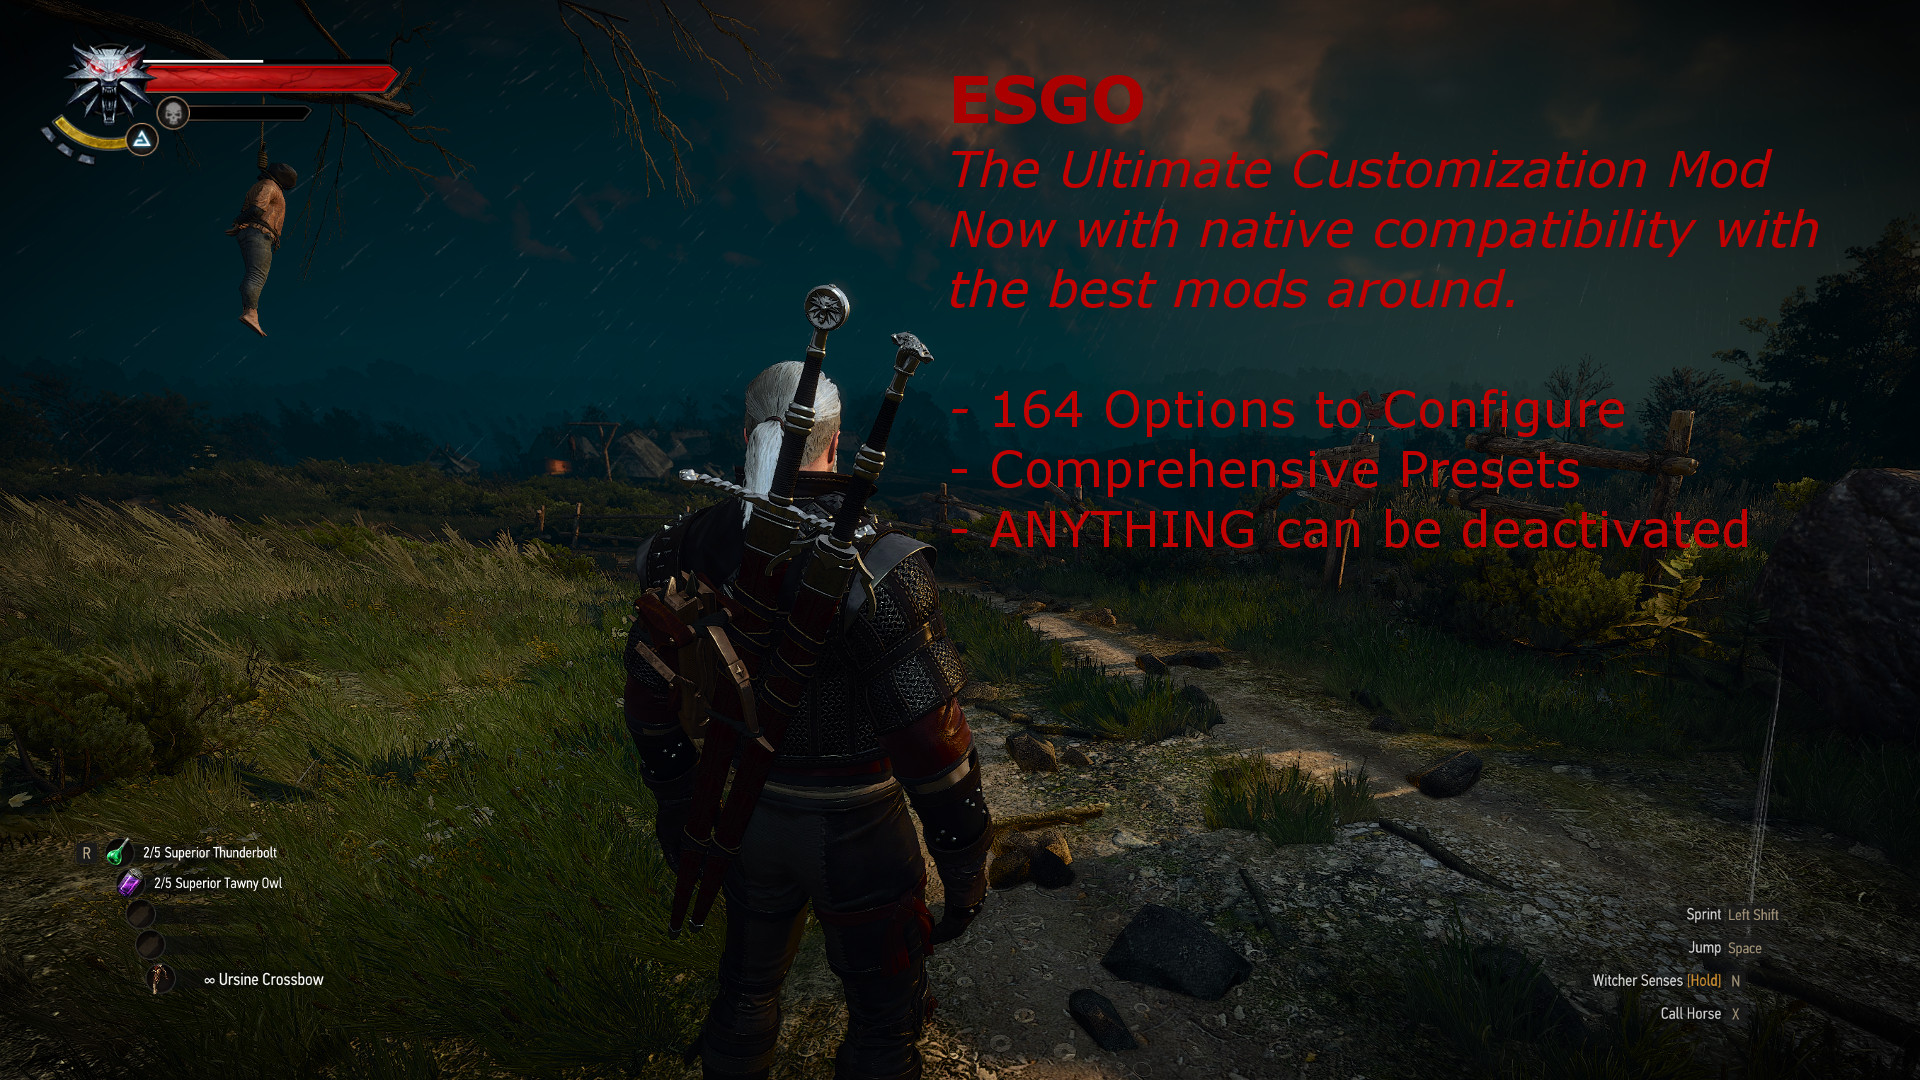 ESGO
The Ultimate Customization Mod
Now with native compatibility with
the best mods around.
- 164 Options to Configure
- Comprehensive Presets
- ANYTHING can be deactivated
R 2/5 Superior Thunderbolt
2/5 Superior Tawny Owl
∞ Ursine Crossbow
Sprint Left Shift
Jump Space
Witcher Senses [Hold] N
Call Horse X